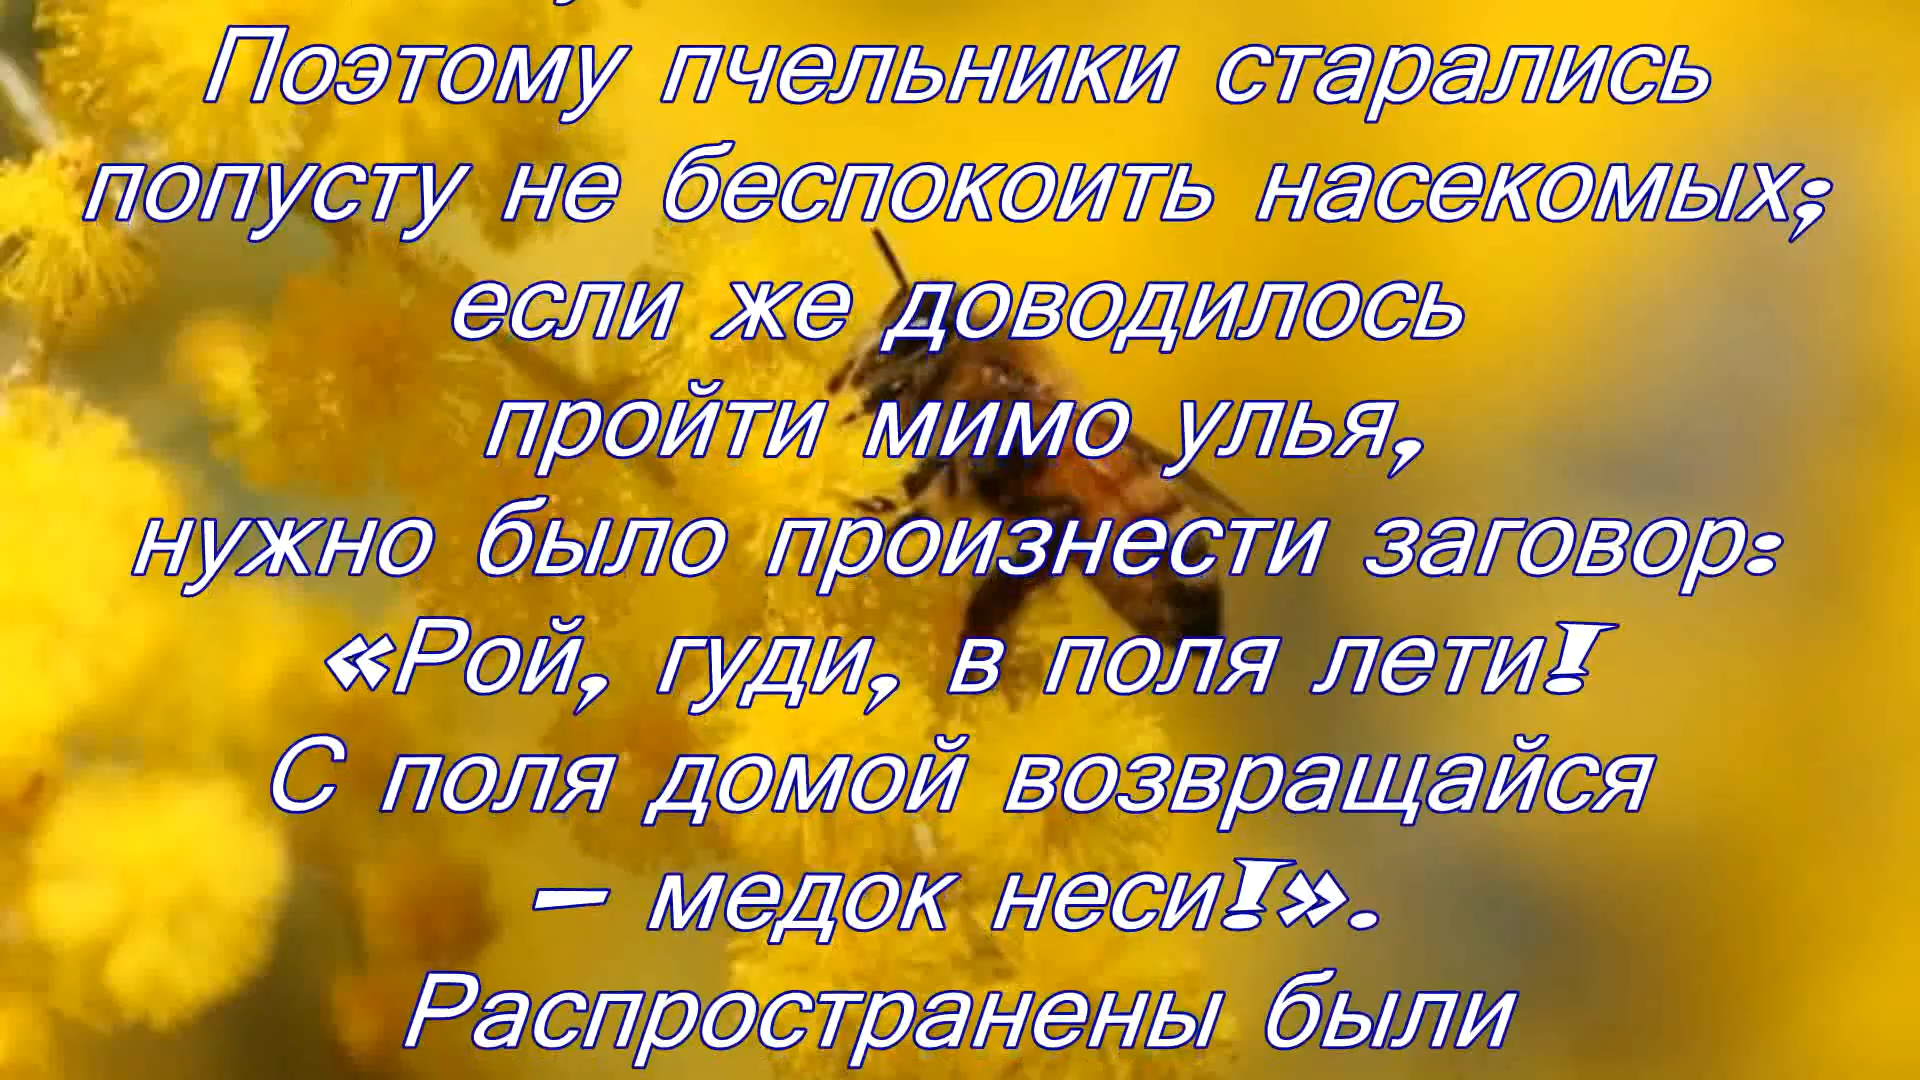 Поэтому пчельники старались
попусту не беспокоить насекомых;
если же доводилось
пройти мимо улья,
нужно было произнести заговор:
«Рой, гуди, в поля лети!
С поля домой возвращайся
– медок неси!».
Распространены были